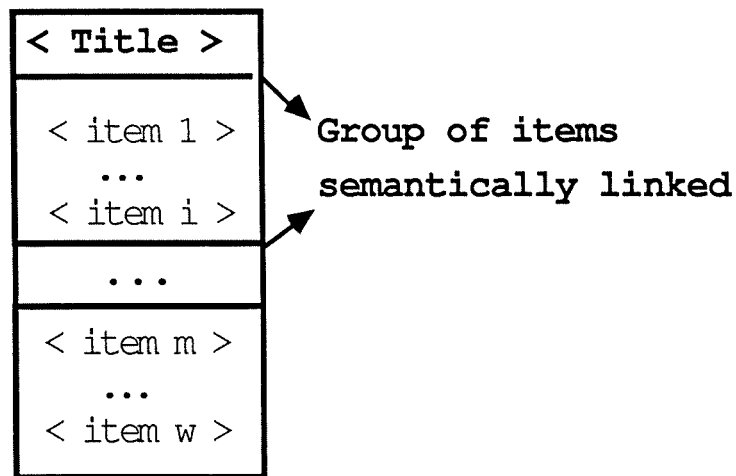 < Title >
< item 1 >
...
< item i >
Group of items
semantically linked
...
< item m >
...
< item w >